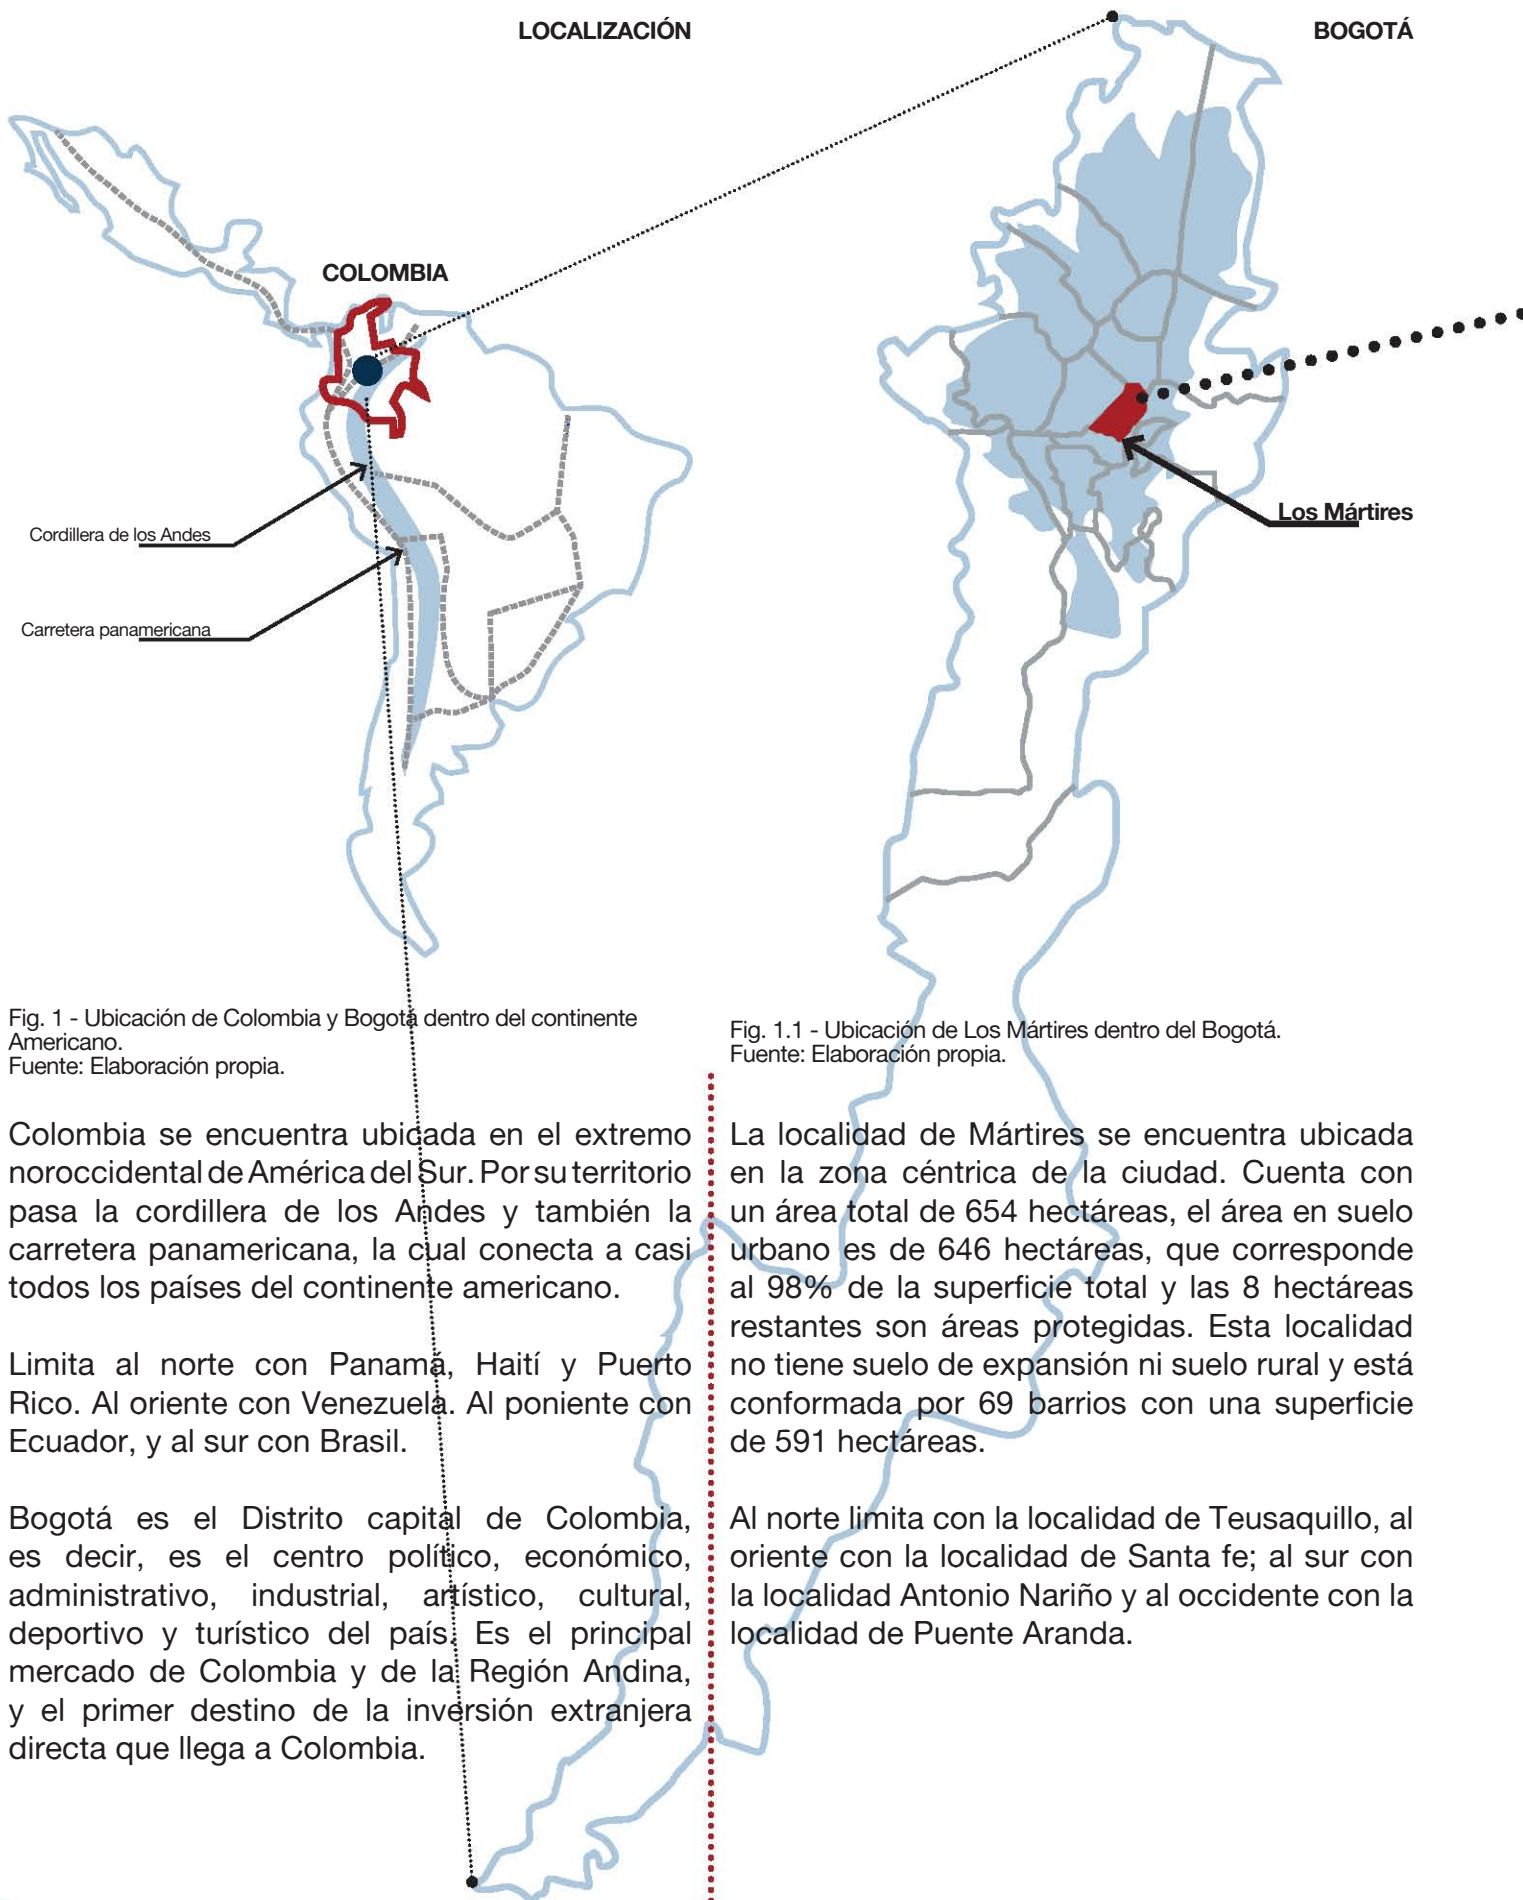 LOCALIZACIÓN
COLOMBIA
Cordillera de los Andes
Carretera panamericana
Fig. 1 - Ubicación de Colombia y Bogotá dentro del continente
Americano.
Fuente: Elaboración propia.
Colombia se encuentra ubicada en el extremo
noroccidental de América del Sur. Por su territorio
pasa la cordillera de los Andes y también la
carretera panamericana, la cual conecta a casi
todos los países del continente americano.
Limita al norte con Panamá, Haití y Puerto
Rico. Al oriente con Venezuela. Al poniente con
Ecuador, y al sur con Brasil.
Bogotá es el Distrito capital de Colombia,
es decir, es el centro político, económico,
administrativo, industrial, artístico, cultural,
deportivo y turístico del país. Es el principal
mercado de Colombia y de la Región Andina,
y el primer destino de la inversión extranjera
directa que llega a Colombia.
BOGOTÁ
Los Mártires
Fig. 1.1 - Ubicación de Los Mártires dentro del Bogotá.
Fuente: Elaboración propia.
La localidad de Mártires se encuentra ubicada
en la zona céntrica de la ciudad. Cuenta con
un área total de 654 hectáreas, el área en suelo
urbano es de 646 hectáreas, que corresponde
al 98% de la superficie total y las 8 hectáreas
restantes son áreas protegidas. Esta localidad
no tiene suelo de expansión ni suelo rural y está
conformada por 69 barrios con una superficie
de 591 hectáreas.
Al norte limita con la localidad de Teusaquillo, al
oriente con la localidad de Santa fe; al sur con
la localidad Antonio Nariño y al occidente con la
localidad de Puente Aranda.